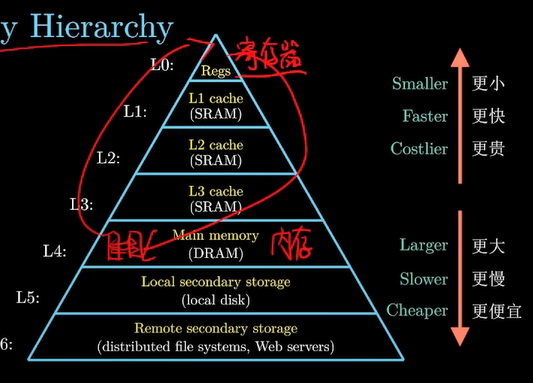 y Hierarchy
L0:
Regs
寄存器
L1:
L1 cache
(SRAM)
L2:
L2 cache
(SRAM)
L3:
L3 cache
(SRAM)
L4:
Main memory
(DRAM)
内存
L5:
Local secondary storage
(local disk)
6:
Remote secondary storage
(distributed file systems, Web servers)
Smaller 更小
Faster 更快
Costlier 更贵
Larger 更大
Slower 更慢
Cheaper 更便宜